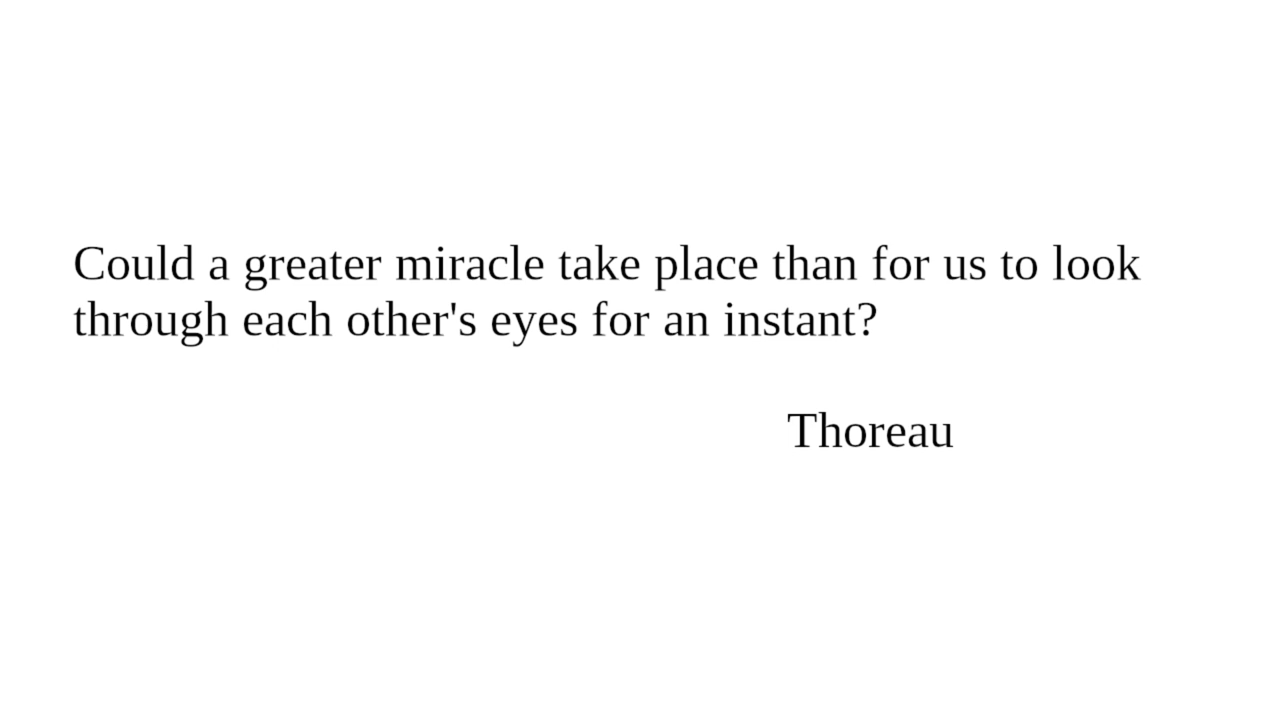 Could a greater miracle take place than for us to look
through each other's eyes for an instant?
Thoreau